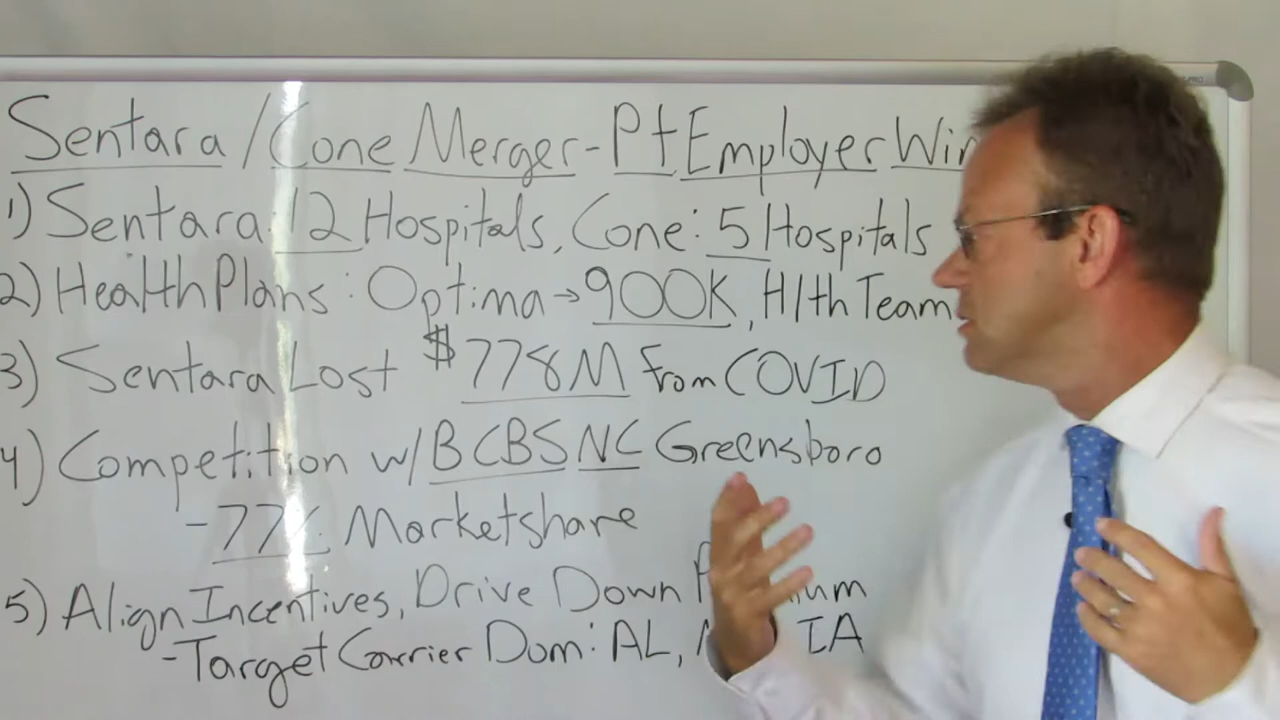 Sentara / Cone Merger - Pt Employer Win
1) Sentara: 12 Hospitals, Cone: 5 Hospitals
2) Health Plans: Optima → 900K, Hlth Team
3) Sentara Lost $778M from COVID
4) Competition w/ BCBSNC Greensboro
- 77% Marketshare
5) Align Incentives, Drive Down
- Target Carrier Dom: AL, IA